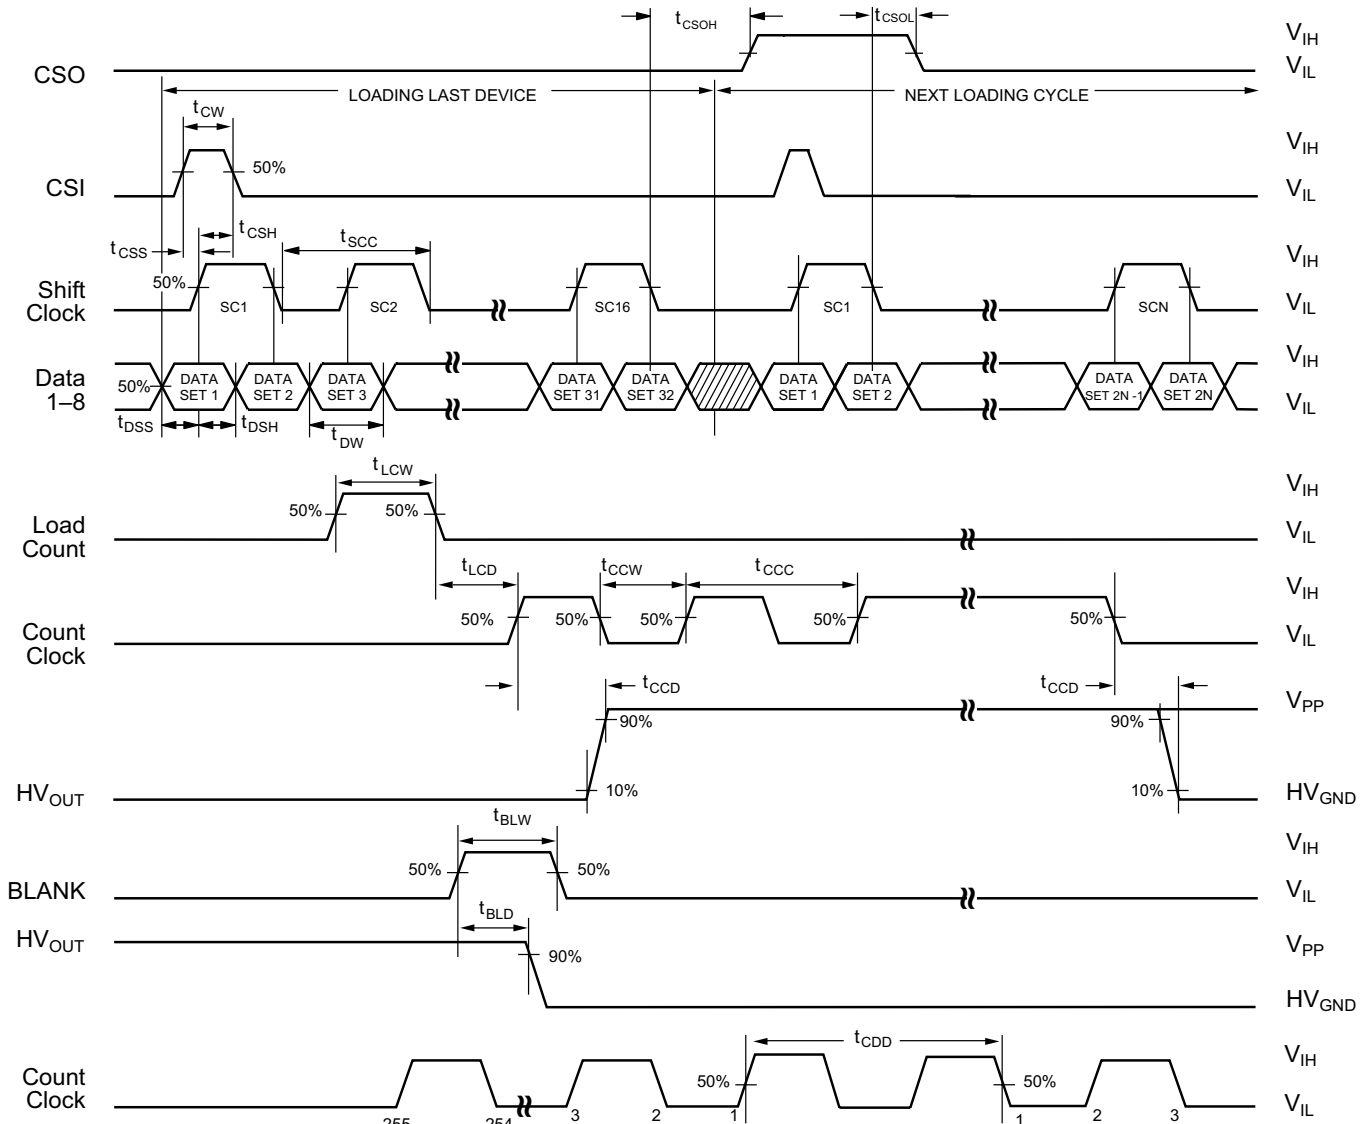 tCSOH tCSOL VIH
CSO VIL
LOADING LAST DEVICE NEXT LOADING CYCLE
tCW
VIH
50%
CSI VIL
tCSH
tCSS tSCC VIH
50%
Shift
Clock SC1 SC2 SC16 SC1 SCN VIL
VIH
Data
1–8
50% DATA SET 1 DATA SET 2 DATA SET 3 DATA SET 31 DATA SET 32 DATA SET 1 DATA SET 2 DATA SET 2N -1 DATA SET 2N
VIL
tDSS tDSH tDW
tLCW
VIH
50% 50%
Load
Count VIL
tLCD tCCW tCCC VIH
50% 50% 50% 50% 50%
Count
Clock VIL
tCCD tCCD VPP
90% 90%
HVOUT 10% 10% HVGND
tBLW
VIH
50% 50%
BLANK VIL
tBLD
HVOUT VPP
90%
HVGND
tCDD VIH
50% 50%
Count
Clock VIL
255 254 3 2 1 1 2 3